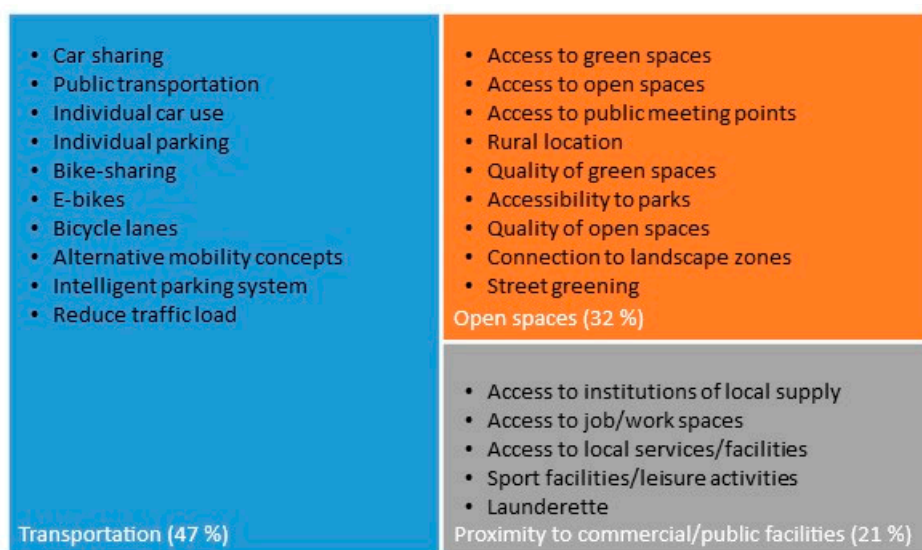 • Car sharing
• Public transportation
• Individual car use
• Individual parking
• Bike-sharing
• E-bikes
• Bicycle lanes
• Alternative mobility concepts
• Intelligent parking system
• Reduce traffic load
Transportation (47 %)
• Access to green spaces
• Access to open spaces
• Access to public meeting points
• Rural location
• Quality of green spaces
• Accessibility to parks
• Quality of open spaces
• Connection to landscape zones
• Street greening
Open spaces (32 %)
• Access to institutions of local supply
• Access to job/work spaces
• Access to local services/facilities
• Sport facilities/leisure activities
• Launderette
Proximity to commercial/public facilities (21 %)